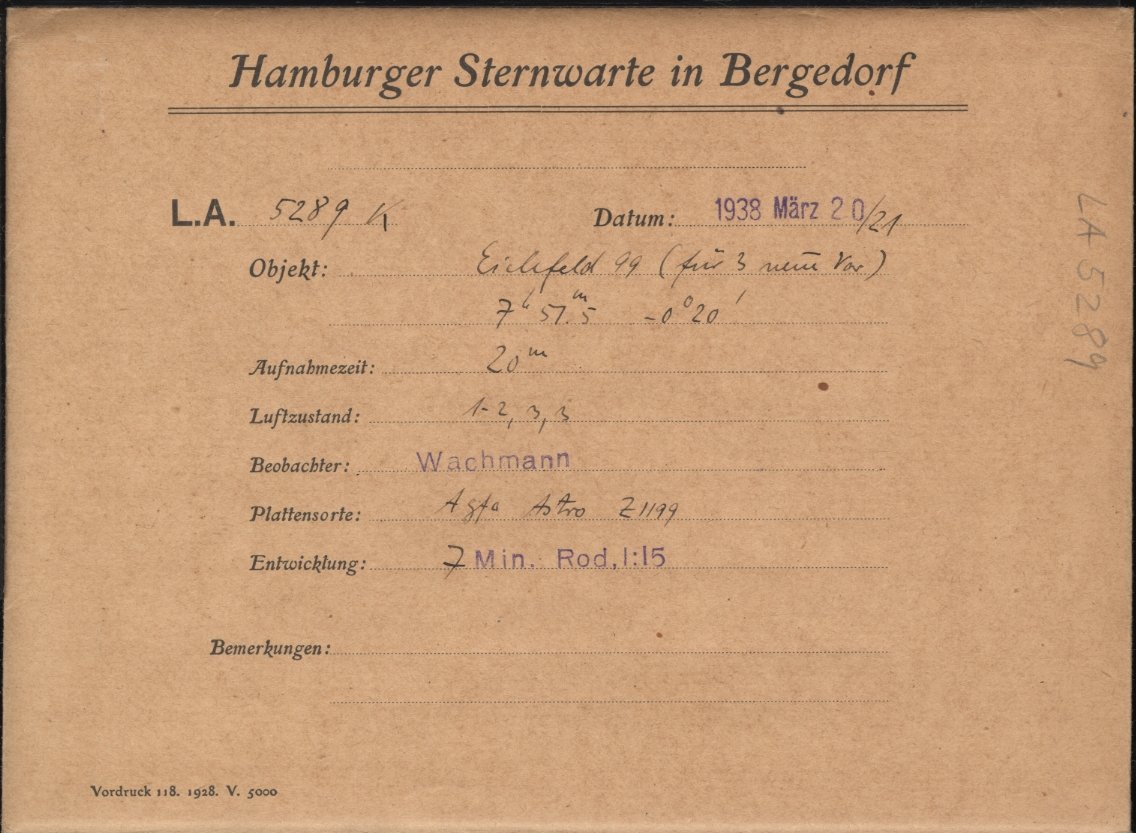 Hamburger Sternwarte in Bergedorf
L.A. 5289 K
Datum: 1938 März 20/21
Objekt: Eichfeld 99 (für 3 neue Var)
7h 51m.5 -0° 20'
Aufnahmezeit: 20m
Luftzustand: 1-2, 3, 3
Beobachter: Wachmann
Plattensorte: Agfa Astro Z1199
Entwicklung: 7 Min. Rod, 1:15
Bemerkungen:
Vordruck 118. 1928. V. 5000
LA 5289